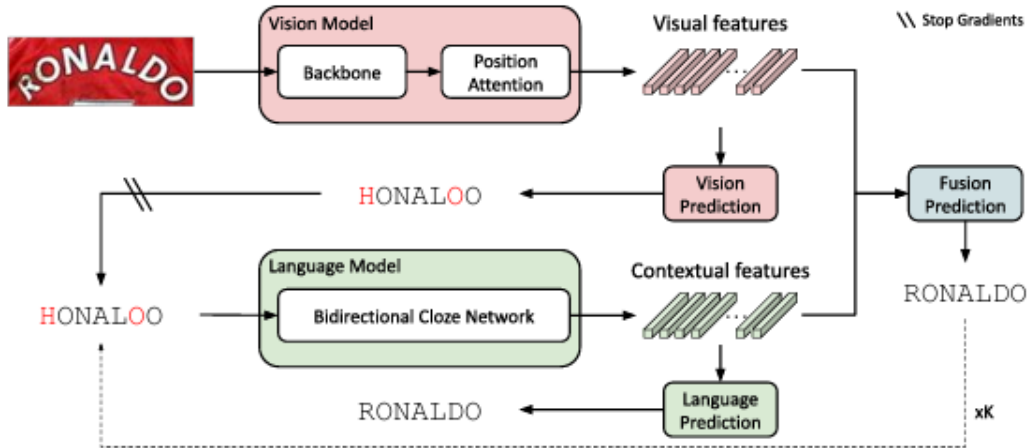 Vision Model
Visual features
\\ Stop Gradients
RONALDO
Backbone
Position
Attention
...
HONALOO
Vision
Prediction
Fusion
Prediction
Language Model
Contextual features
HONALOO
Bidirectional Cloze Network
...
RONALDO
RONALDO
Language
Prediction
xK